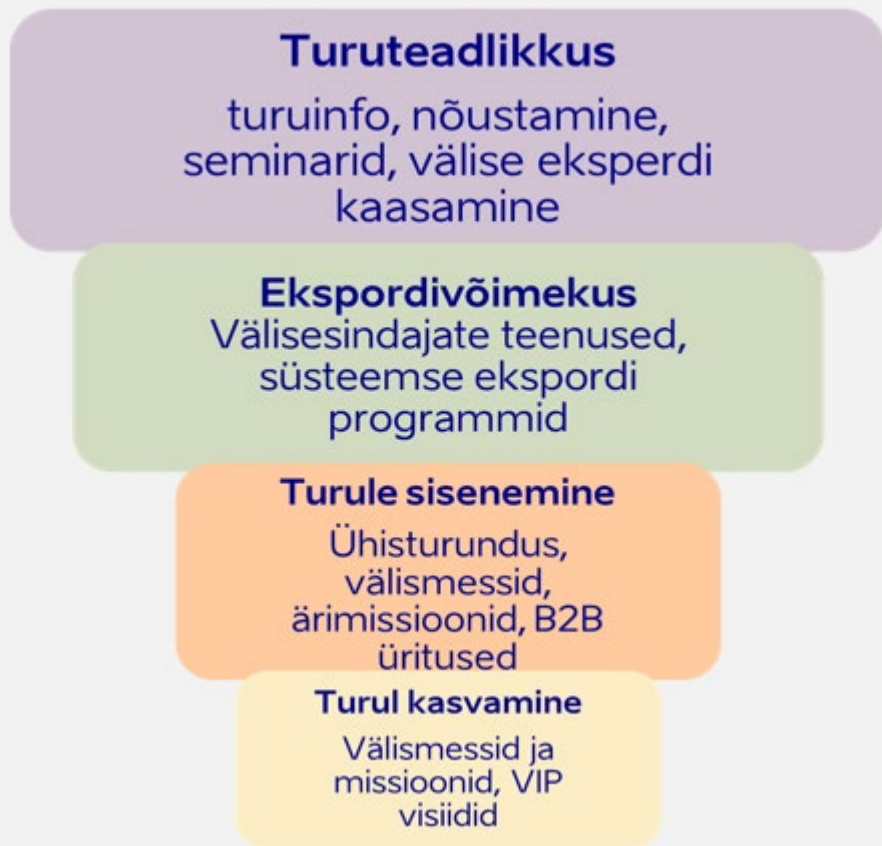 Turuteadlikkus
turuinfo, nõustamine,
seminarid, välise eksperdi
kaasamine
Ekspordivõimekus
Välisesindajate teenused,
süsteemse ekspordi
programmid
Turule sisenemine
Ühisturundus,
välismessid,
ärimissioonid, B2B
üritused
Turul kasvamine
Välismessid ja
missioonid, VIP
visiidid